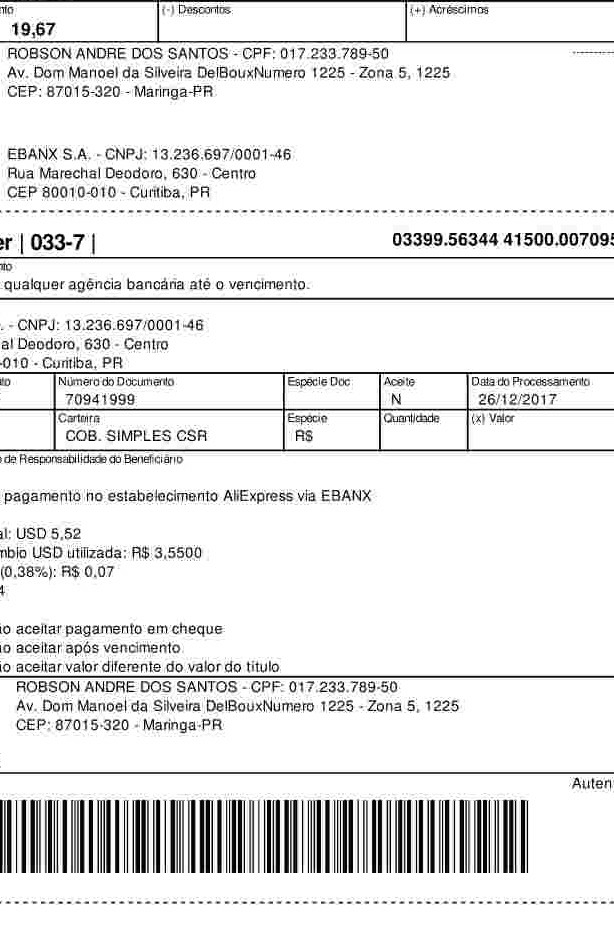 nto (-) Descontos (+) Acréscimos
19,67
ROBSON ANDRE DOS SANTOS - CPF: 017.233.789-50
Av. Dom Manoel da Silveira DelBouxNumero 1225 - Zona 5, 1225
CEP: 87015-320 - Maringa-PR
EBANX S.A. - CNPJ: 13.236.697/0001-46
Rua Marechal Deodoro, 630 - Centro
CEP 80010-010 - Curitiba, PR
er | 033-7 | 03399.56344 41500.007095
nto
qualquer agência bancária até o vencimento.
. - CNPJ: 13.236.697/0001-46
al Deodoro, 630 - Centro
-010 - Curitiba, PR
nto Número do Documento Espécie Doc Aceite Data do Processamento
70941999 N 26/12/2017
Carteira Espécie Quantidade (x) Valor
COB. SIMPLES CSR R$
o de Responsabilidade do Beneficiário
pagamento no estabelecimento AliExpress via EBANX
al: USD 5,52
mbio USD utilizada: R$ 3,5500
(0,38%): R$ 0,07
4
ão aceitar pagamento em cheque
ão aceitar após vencimento
ão aceitar valor diferente do valor do título
ROBSON ANDRE DOS SANTOS - CPF: 017.233.789-50
Av. Dom Manoel da Silveira DelBouxNumero 1225 - Zona 5, 1225
CEP: 87015-320 - Maringa-PR
Auten